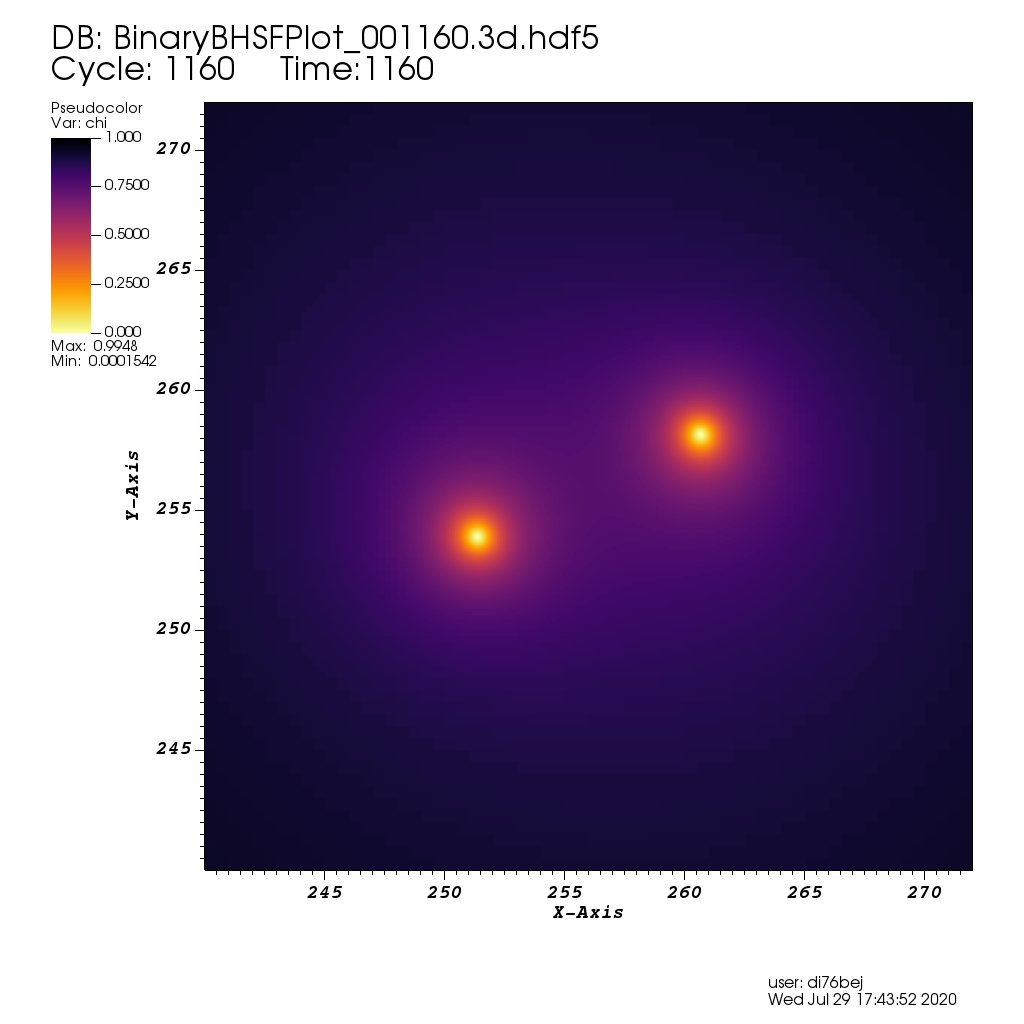 DB: BinaryBHSFPlot_001160.3d.hdf5
Cycle: 1160 Time:1160
Pseudocolor
Var: chi
1.000
0.7500
0.5000
0.2500
0.000
Max: 0.9948
Min: 0.0001542
270
265
260
255
250
245
Y-Axis
245 250 255 260 265 270
X-Axis
user: di76bej
Wed Jul 29 17:43:52 2020